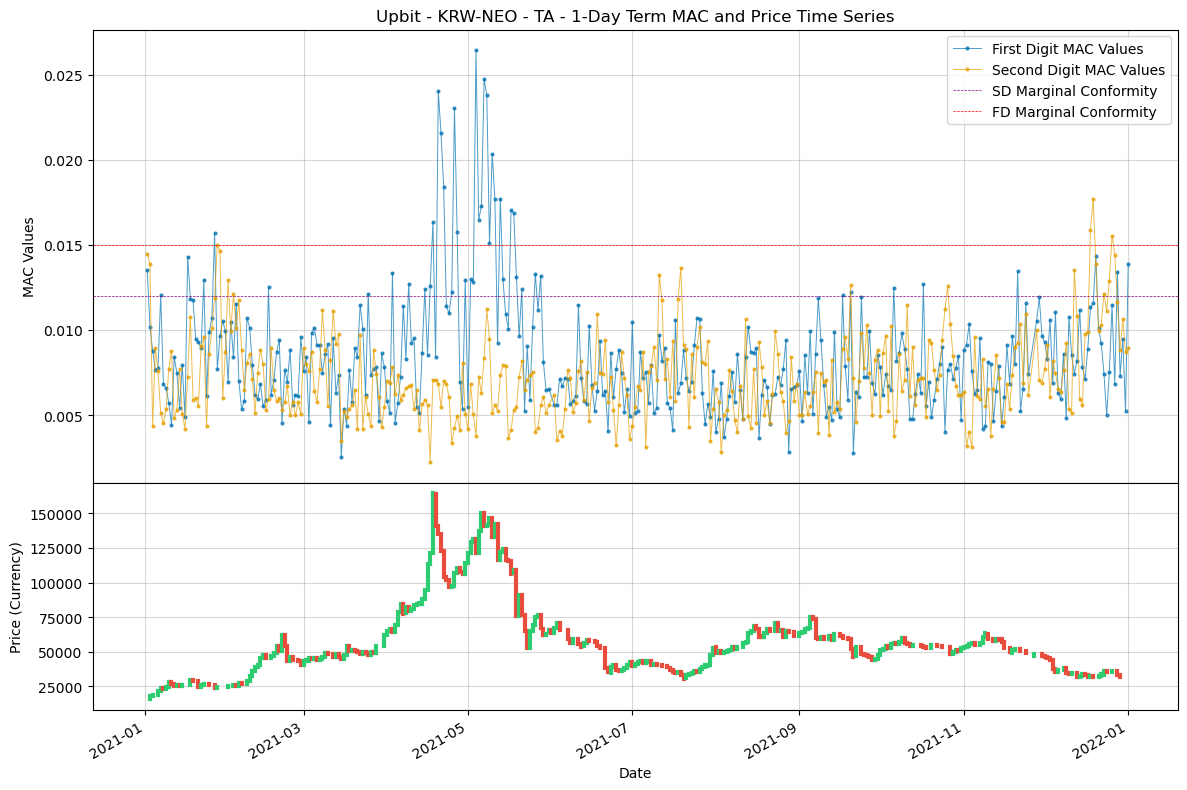 Upbit - KRW-NEO - TA - 1-Day Term MAC and Price Time Series
First Digit MAC Values
Second Digit MAC Values
SD Marginal Conformity
FD Marginal Conformity
MAC Values
0.025
0.020
0.015
0.010
0.005
Price (Currency)
150000
125000
100000
75000
50000
25000
2021-01
2021-03
2021-05
2021-07
2021-09
2021-11
2022-01
Date